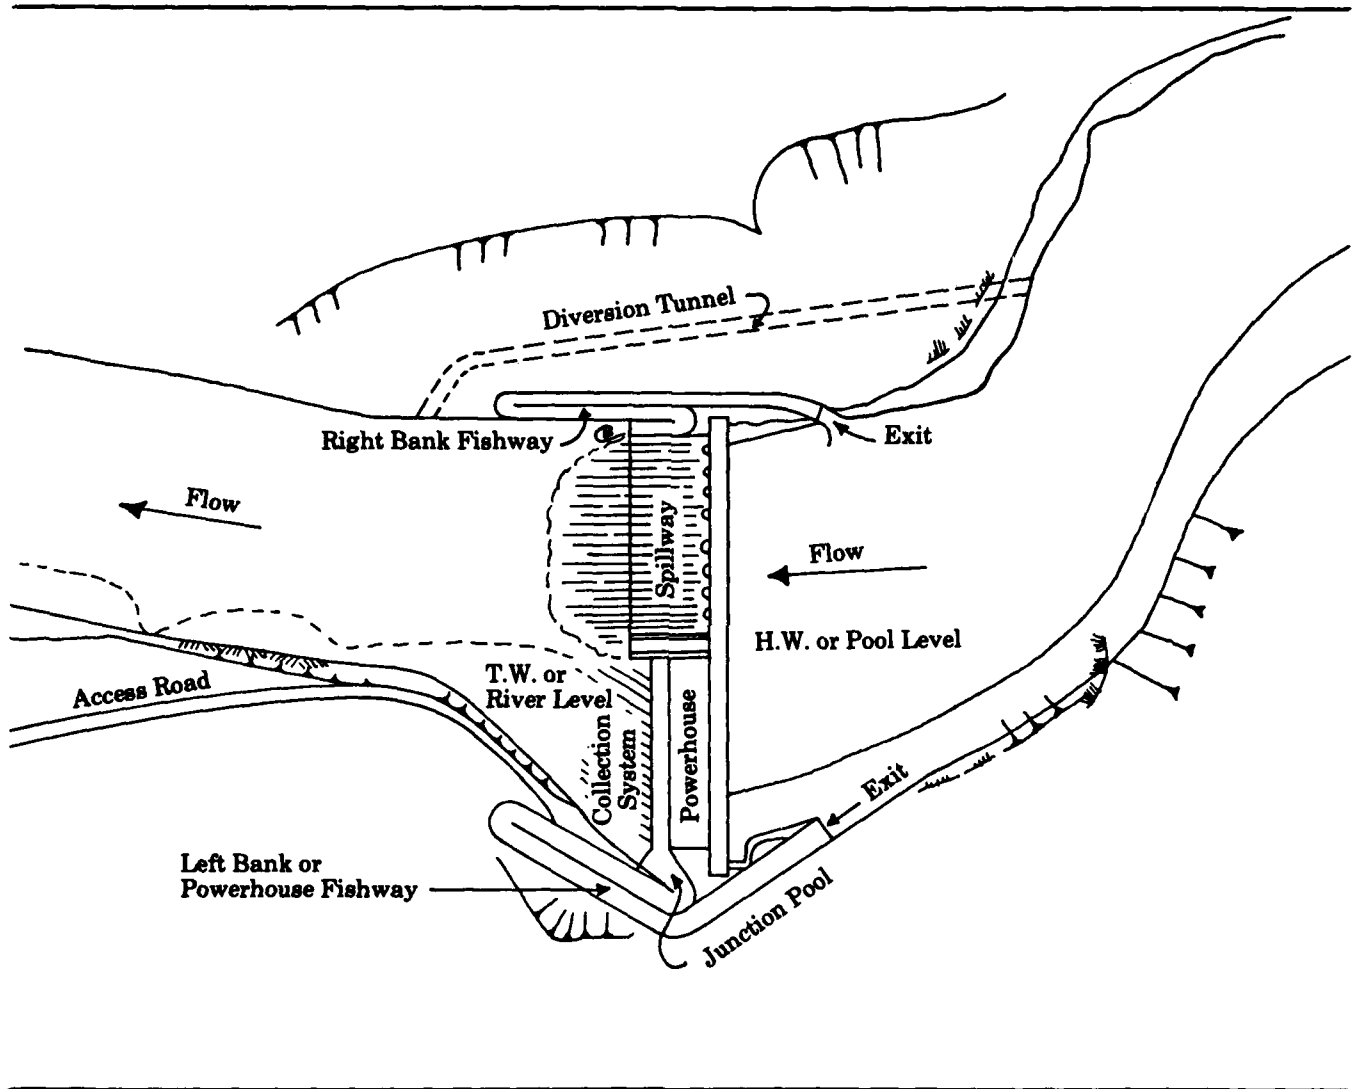 Diversion Tunnel
Right Bank Fishway
Exit
Flow
Spillway
Flow
H.W. or Pool Level
T.W. or
River Level
Access Road
Collection
System
Powerhouse
Exit
Left Bank or
Powerhouse Fishway
Junction Pool